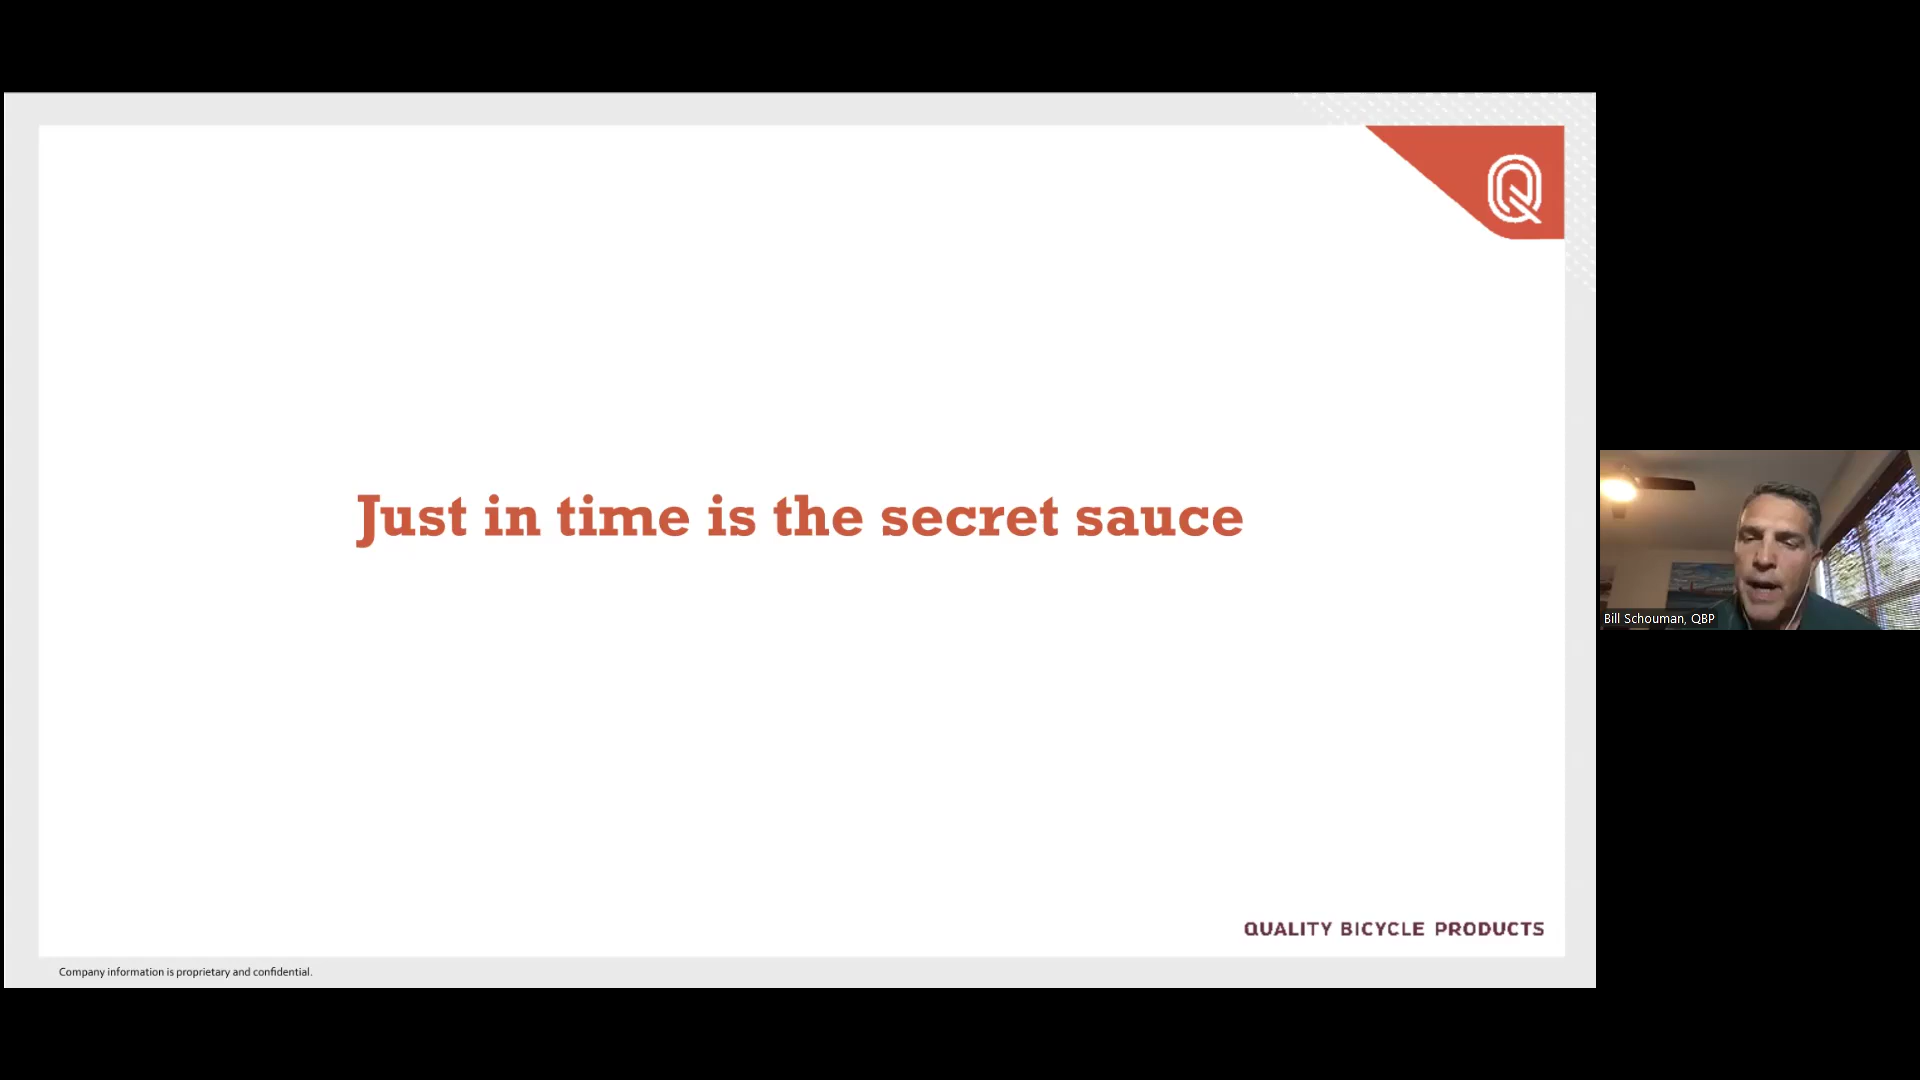 Q
Just in time is the secret sauce
Bill Schouman, QBP
QUALITY BICYCLE PRODUCTS
Company information is proprietary and confidential.